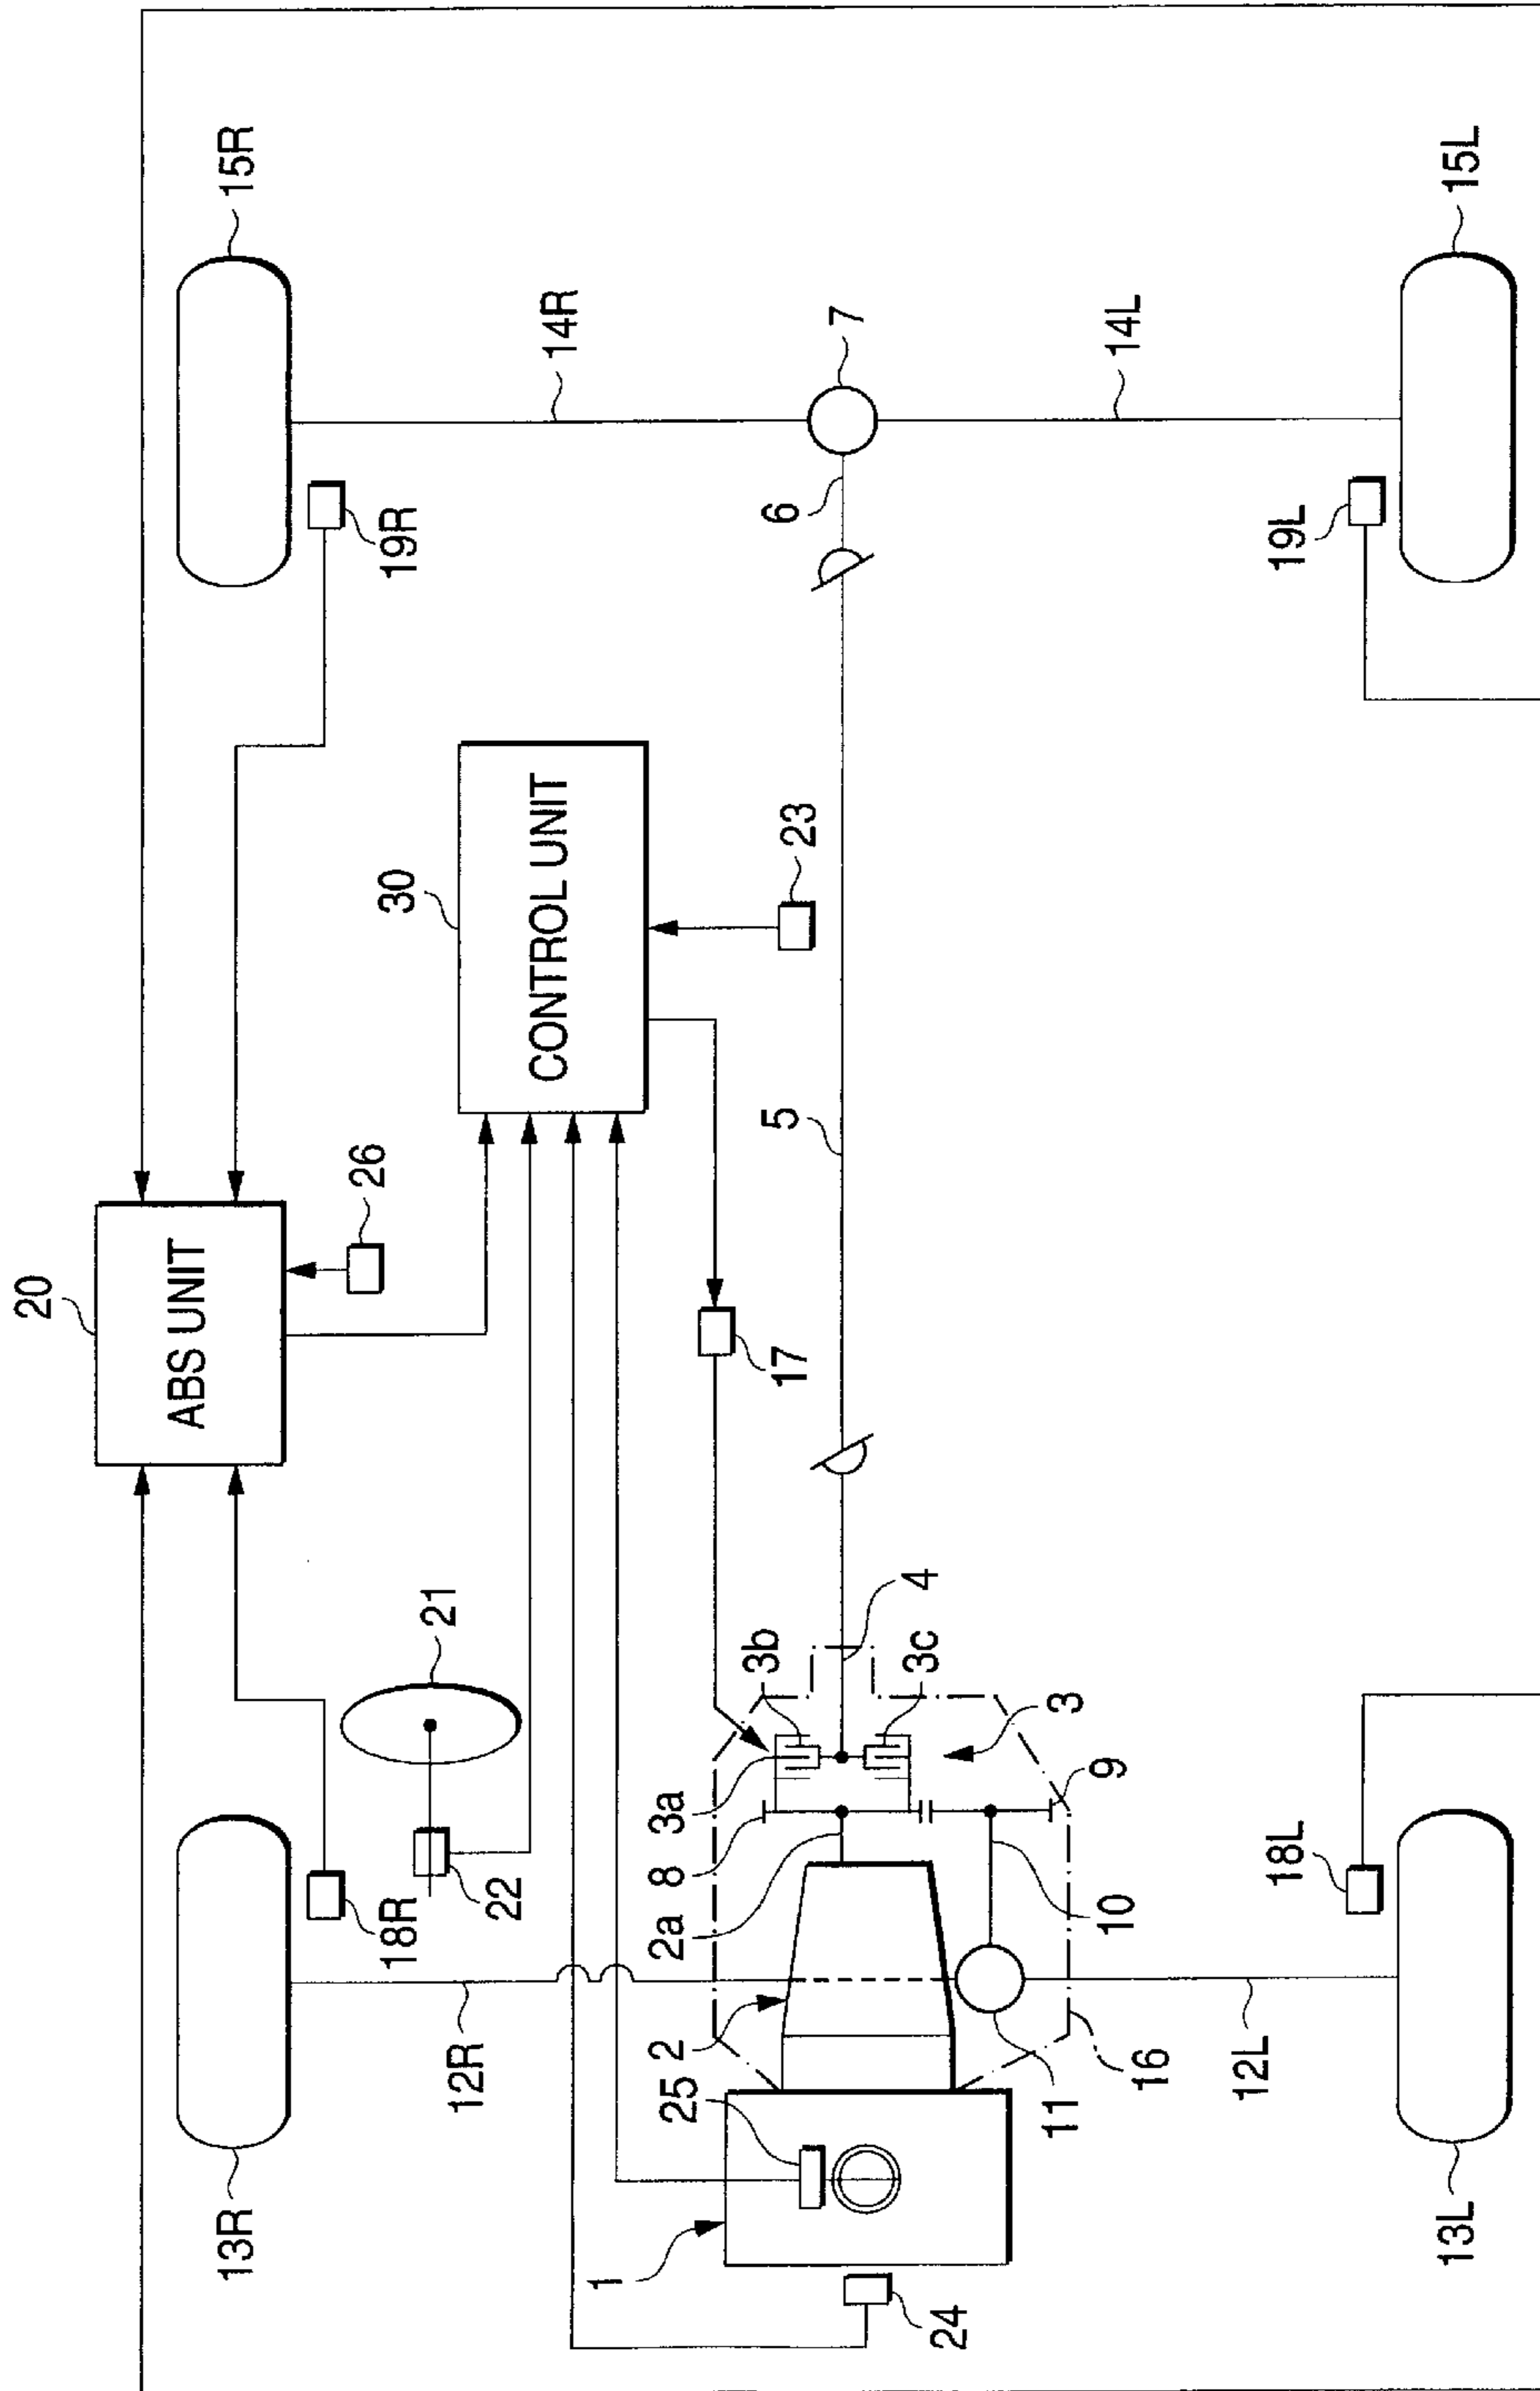 20
ABS UNIT
26
30
CONTROL UNIT
23
13R
12R
18R
21
22
19R
15R
14R
1
25
2
2a
8
3a
3b
17
4
3c
3
5
6
7
24
11
16
10
9
12L
13L
18L
19L
14L
15L